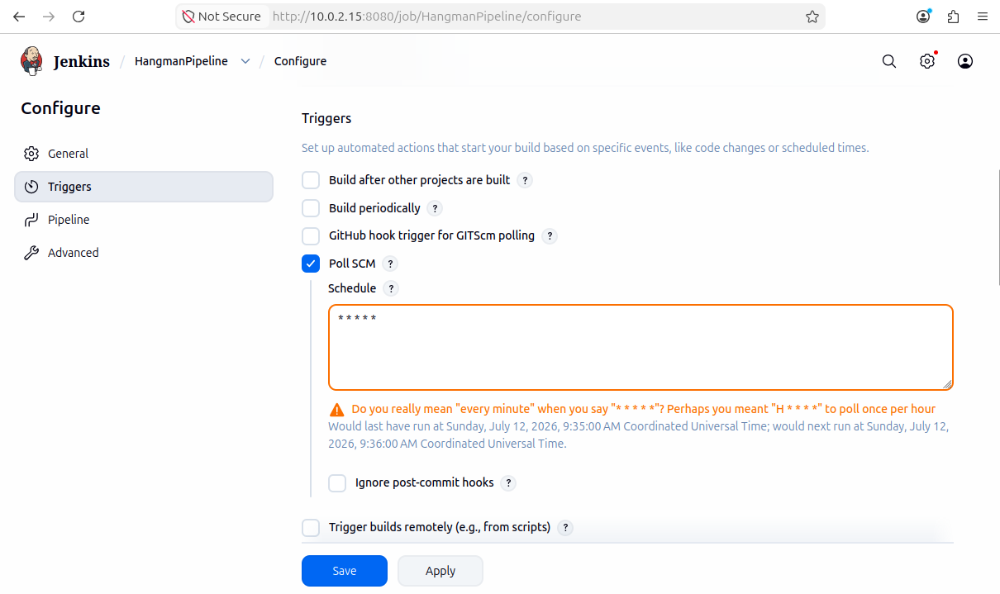 Not Secure http://10.0.2.15:8080/job/HangmanPipeline/configure
Jenkins / HangmanPipeline / Configure
Configure
General
Triggers
Pipeline
Advanced
Triggers
Set up automated actions that start your build based on specific events, like code changes or scheduled times.
Build after other projects are built ?
Build periodically ?
GitHub hook trigger for GITScm polling ?
Poll SCM ?
Schedule ?
* * * * *
Do you really mean "every minute" when you say "* * * * *"? Perhaps you meant "H * * * *" to poll once per hour
Would last have run at Sunday, July 12, 2026, 9:35:00 AM Coordinated Universal Time; would next run at Sunday, July 12,
2026, 9:36:00 AM Coordinated Universal Time.
Ignore post-commit hooks ?
Trigger builds remotely (e.g., from scripts) ?
Save Apply